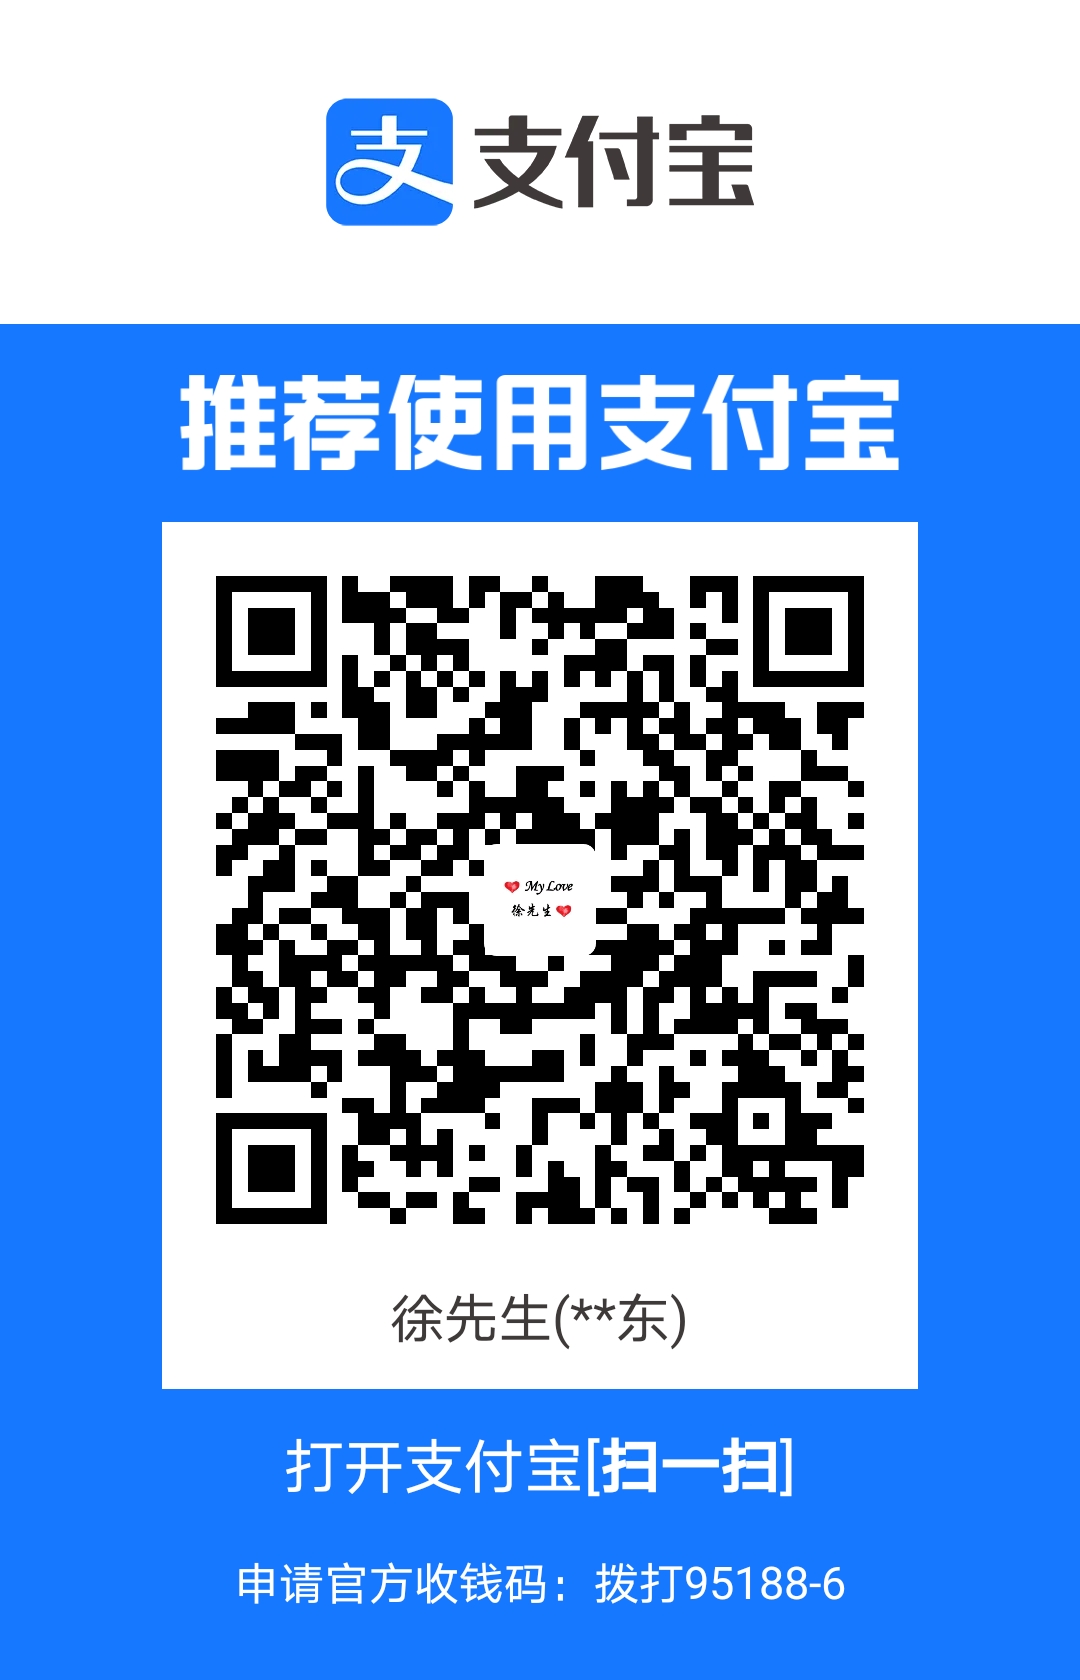 支 支付宝
推荐使用支付宝
My Love
徐先生
徐先生(**东)
打开支付宝[扫一扫]
申请官方收钱码：拨打95188-6